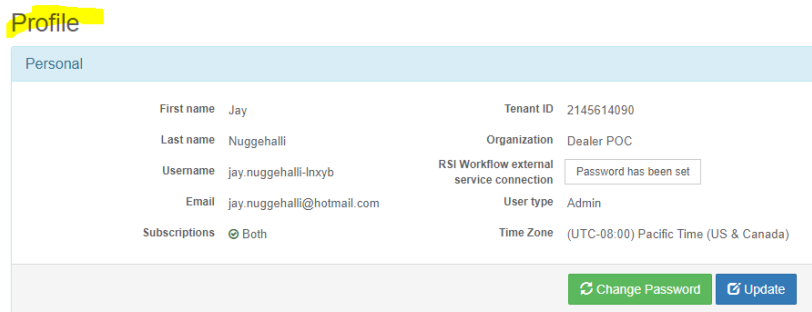 Profile
Personal
First name Jay
Tenant ID 2145614090
Last name Nuggehalli
Organization Dealer POC
Username jay.nuggehalli-lnxyb
RSI Workflow external
service connection Password has been set
Email jay.nuggehalli@hotmail.com
User type Admin
Subscriptions Both
Time Zone (UTC-08:00) Pacific Time (US & Canada)
Change Password
Update